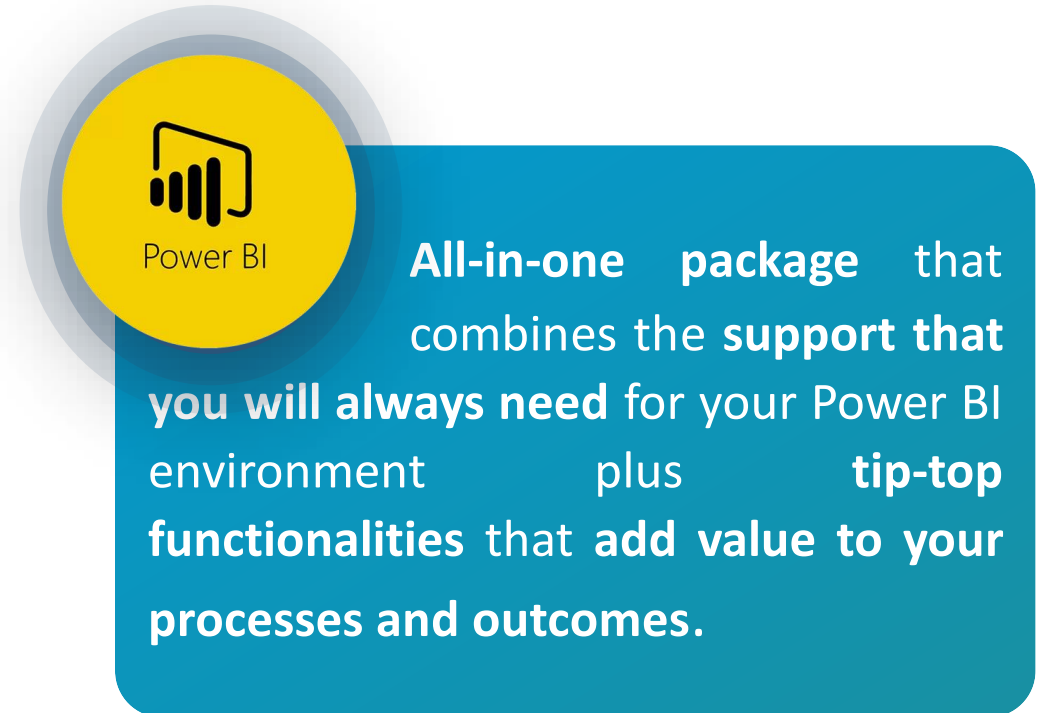 Power BI
All-in-one package that
combines the support that
you will always need for your Power BI
environment plus tip-top
functionalities that add value to your
processes and outcomes.